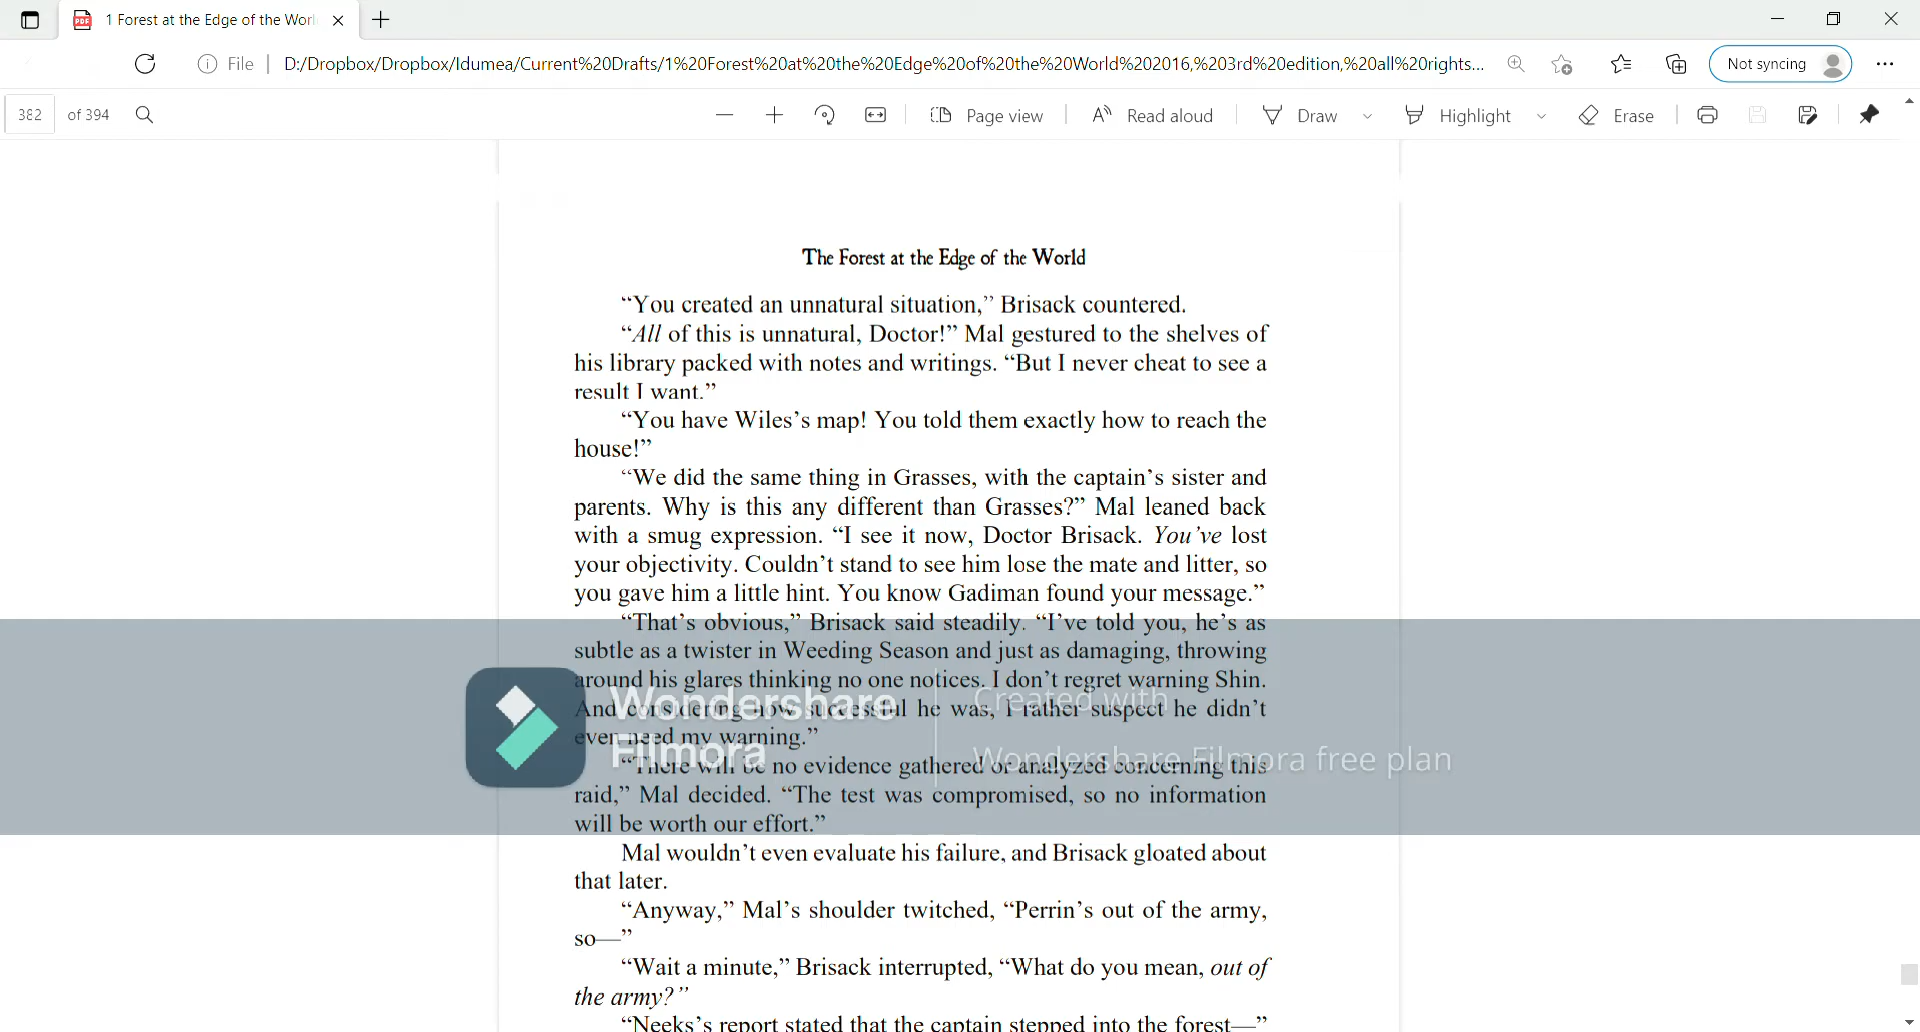 1 Forest at the Edge of the Worl
File
D:/Dropbox/Dropbox/Idumea/Current%20Drafts/1%20Forest%20at%20the%20Edge%20of%20the%20World%202016,%203rd%20edition,%20all%20rights...
Not syncing
382 of 394
Page view
Read aloud
Draw
Highlight
Erase
The Forest at the Edge of the World
“You created an unnatural situation,” Brisack countered.
“All of this is unnatural, Doctor!” Mal gestured to the shelves of
his library packed with notes and writings. “But I never cheat to see a
result I want.”
“You have Wiles’s map! You told them exactly how to reach the
house!”
“We did the same thing in Grasses, with the captain’s sister and
parents. Why is this any different than Grasses?” Mal leaned back
with a smug expression. “I see it now, Doctor Brisack. You’ve lost
your objectivity. Couldn’t stand to see him lose the mate and litter, so
you gave him a little hint. You know Gadiman found your message.”
“That’s obvious,” Brisack said steadily. “I’ve told you, he’s as
subtle as a twister in Weeding Season and just as damaging, throwing
around his glares thinking no one notices. I don’t regret warning Shin.
And considering how successful he was, I rather suspect he didn’t
even need my warning.”
“There will be no evidence gathered or analyzed concerning this
raid,” Mal decided. “The test was compromised, so no information
will be worth our effort.”
Mal wouldn’t even evaluate his failure, and Brisack gloated about
that later.
“Anyway,” Mal’s shoulder twitched, “Perrin’s out of the army,
so—”
“Wait a minute,” Brisack interrupted, “What do you mean, out of
the army?”
“Neeks’s report stated that the captain stepped into the forest—”
Wondershare
Filmora
Created with
Wondershare Filmora free plan